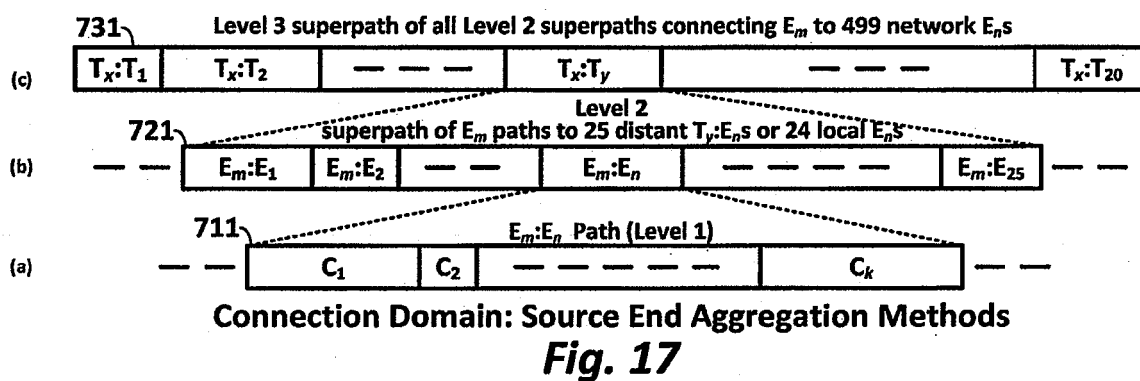 731 Level 3 superpath of all Level 2 superpaths connecting Em to 499 network Ens
(c) Tx:T1 Tx:T2 Tx:Ty Tx:T20
Level 2
721 superpath of Em paths to 25 distant Ty:Ens or 24 local Ens
(b) Em:E1 Em:E2 Em:En Em:E25
711 Em:En Path (Level 1)
(a) C1 C2 Ck
Connection Domain: Source End Aggregation Methods
Fig. 17